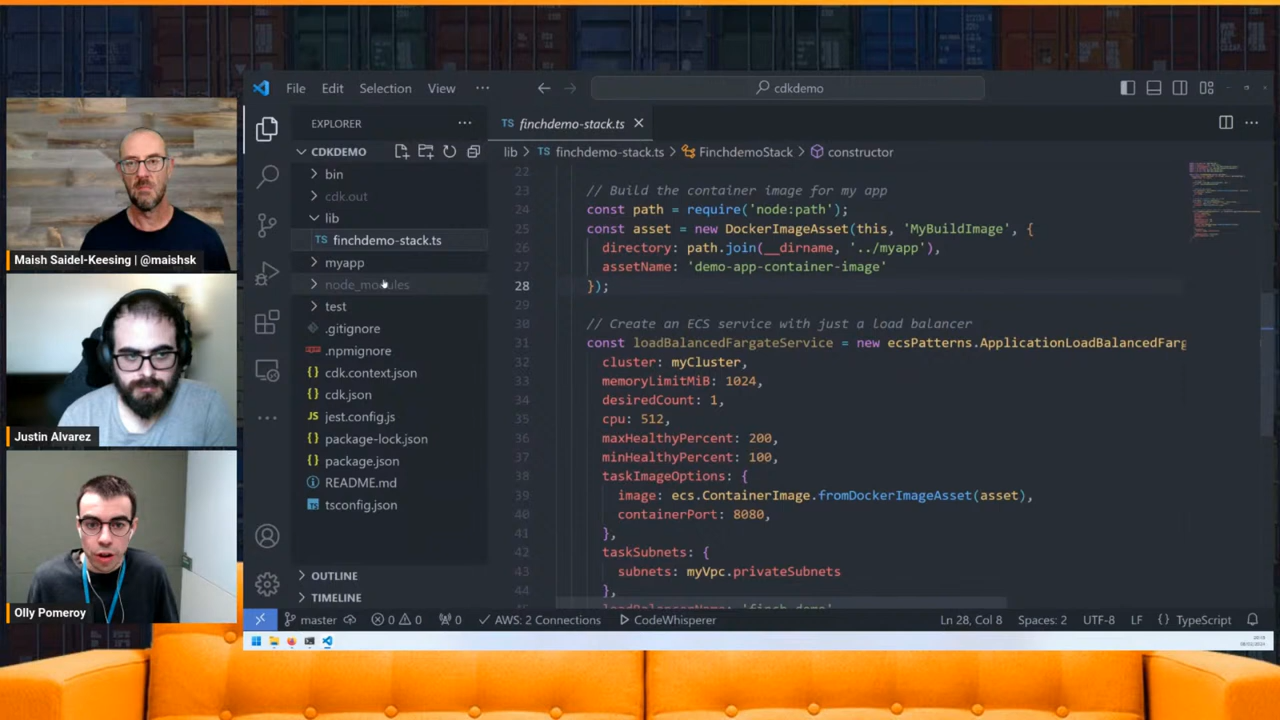 Maish Saidel-Keesing | @maishsk
Justin Alvarez
Olly Pomeroy
File Edit Selection View ··· cdkdemo
EXPLORER ···
CDKDEMO
bin
cdk.out
lib
TS finchdemo-stack.ts
myapp
node_modules
test
.gitignore
.npmignore
cdk.context.json
cdk.json
JS jest.config.js
package-lock.json
package.json
README.md
tsconfig.json
OUTLINE
TIMELINE
TS finchdemo-stack.ts
lib > TS finchdemo-stack.ts > FinchdemoStack > constructor
22
23 // Build the container image for my app
24 const path = require('node:path');
25 const asset = new DockerImageAsset(this, 'MyBuildImage', {
26 directory: path.join(__dirname, '../myapp'),
27 assetName: 'demo-app-container-image'
28 });
29
30 // Create an ECS service with just a load balancer
31 const loadBalancedFargateService = new ecsPatterns.ApplicationLoadBalancedFarg
32 cluster: myCluster,
33 memoryLimitMiB: 1024,
34 desiredCount: 1,
35 cpu: 512,
36 maxHealthyPercent: 200,
37 minHealthyPercent: 100,
38 taskImageOptions: {
39 image: ecs.ContainerImage.fromDockerImageAsset(asset),
40 containerPort: 8080,
41 },
42 taskSubnets: {
43 subnets: myVpc.privateSubnets
44 },
master 0 0 0 AWS: 2 Connections CodeWhisperer Ln 28, Col 8 Spaces: 2 UTF-8 LF {} TypeScript